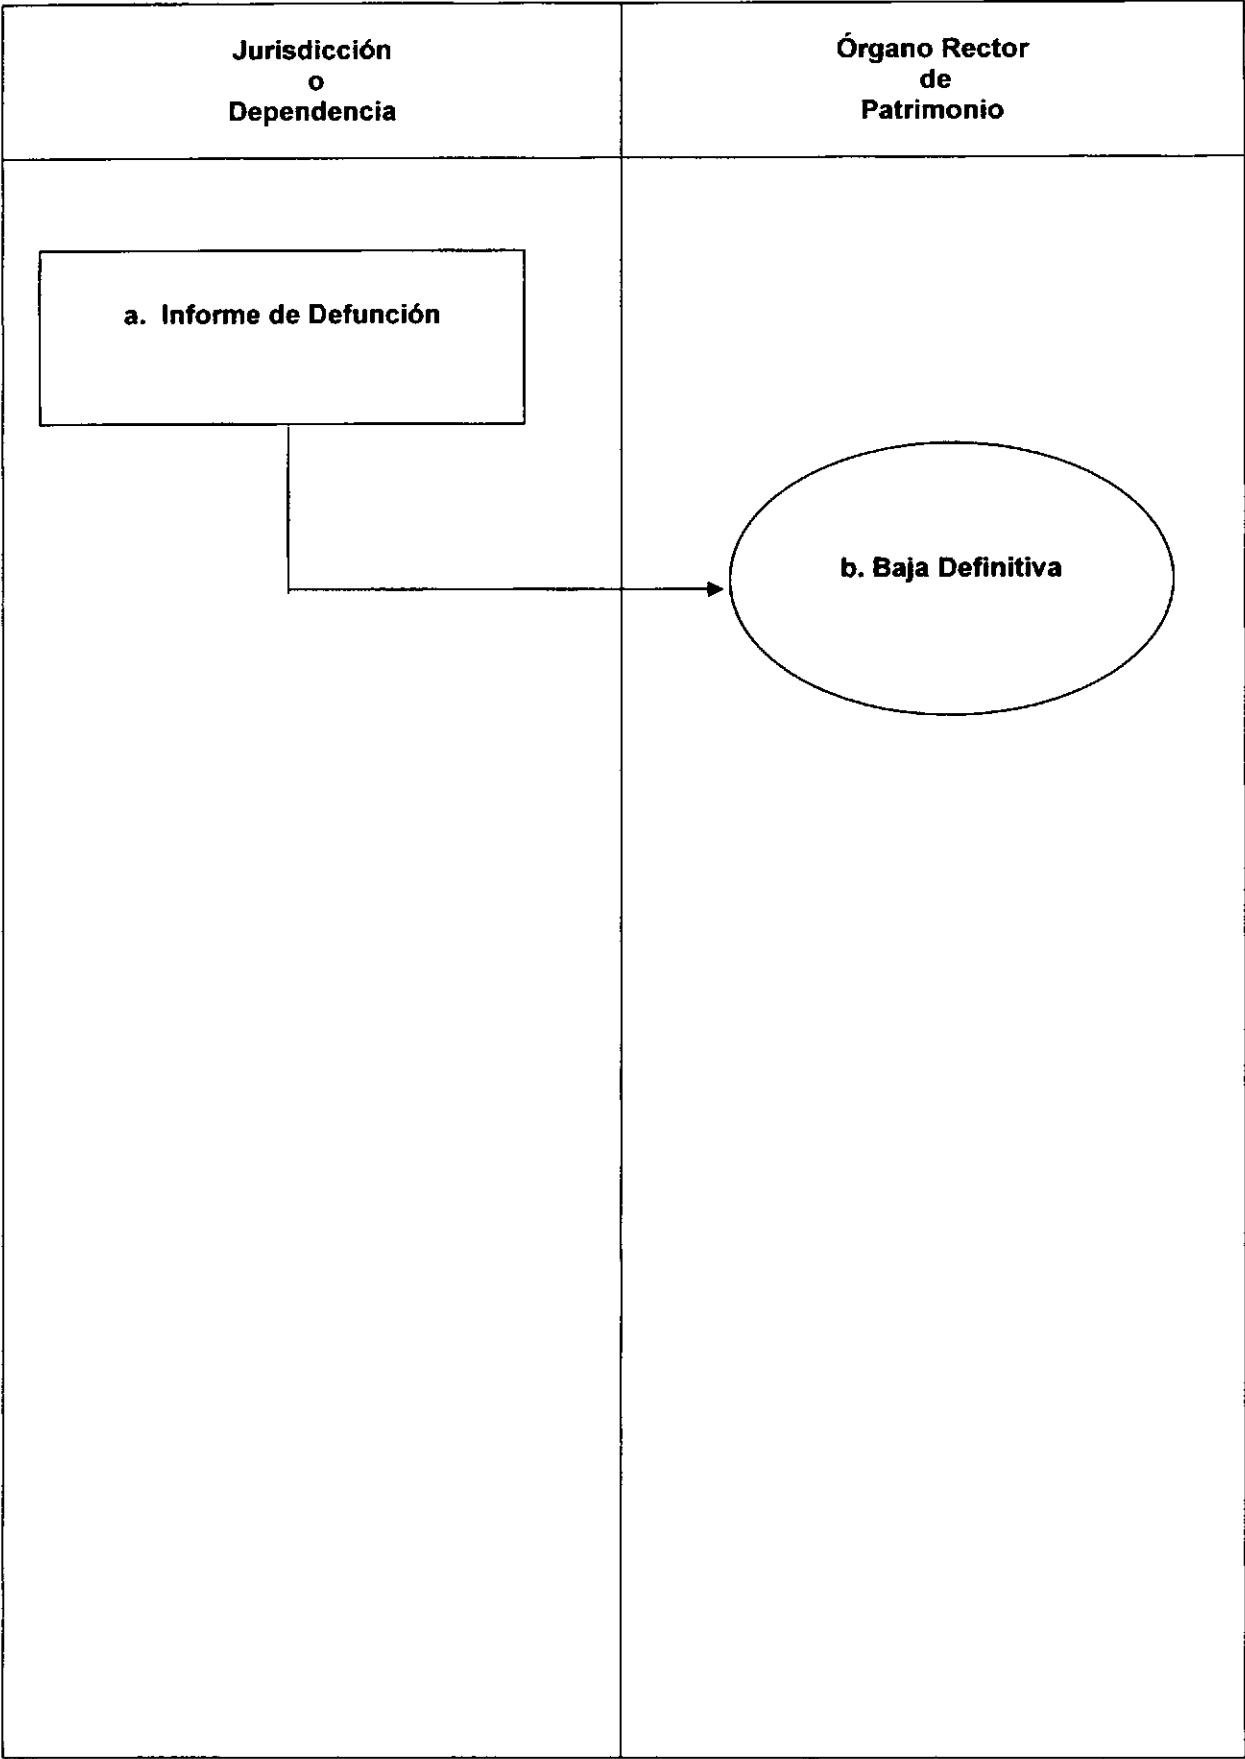 Jurisdicción
o
Dependencia
Órgano Rector
de
Patrimonio
a. Informe de Defunción
b. Baja Definitiva